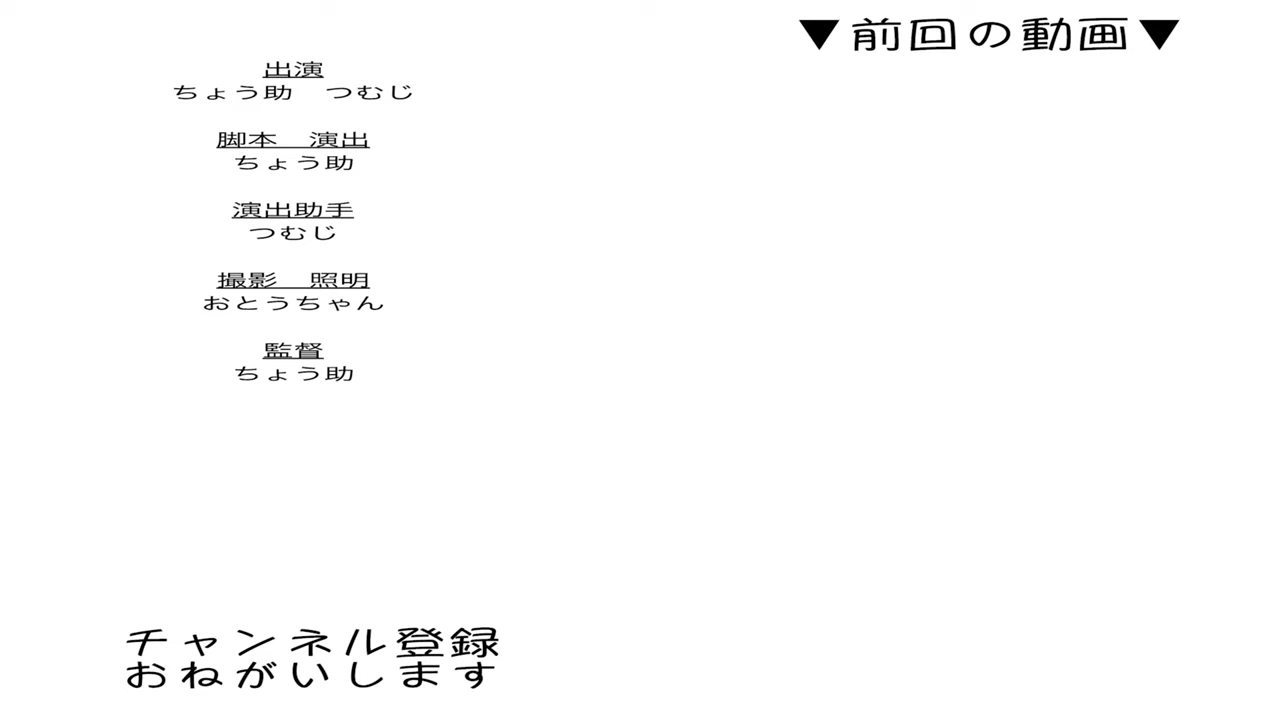 ▼前回の動画▼
出演
ちょう助　つむじ
脚本　演出
ちょう助
演出助手
つむじ
撮影　照明
おとうちゃん
監督
ちょう助
チャンネル登録
おねがいします